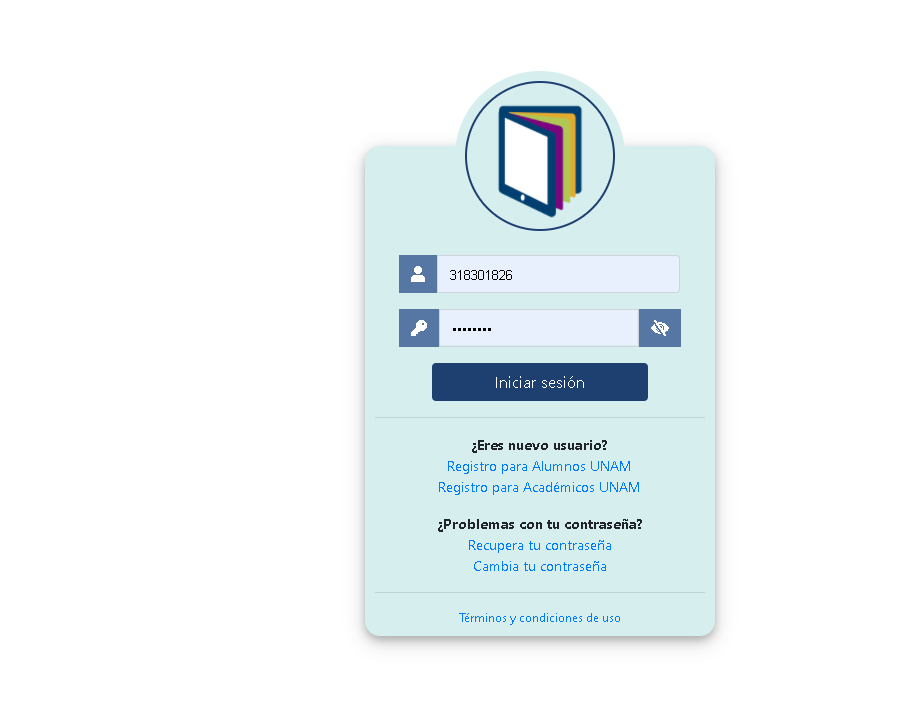 318301826
••••••••
Iniciar sesión
¿Eres nuevo usuario?
Registro para Alumnos UNAM
Registro para Académicos UNAM
¿Problemas con tu contraseña?
Recupera tu contraseña
Cambia tu contraseña
Términos y condiciones de uso